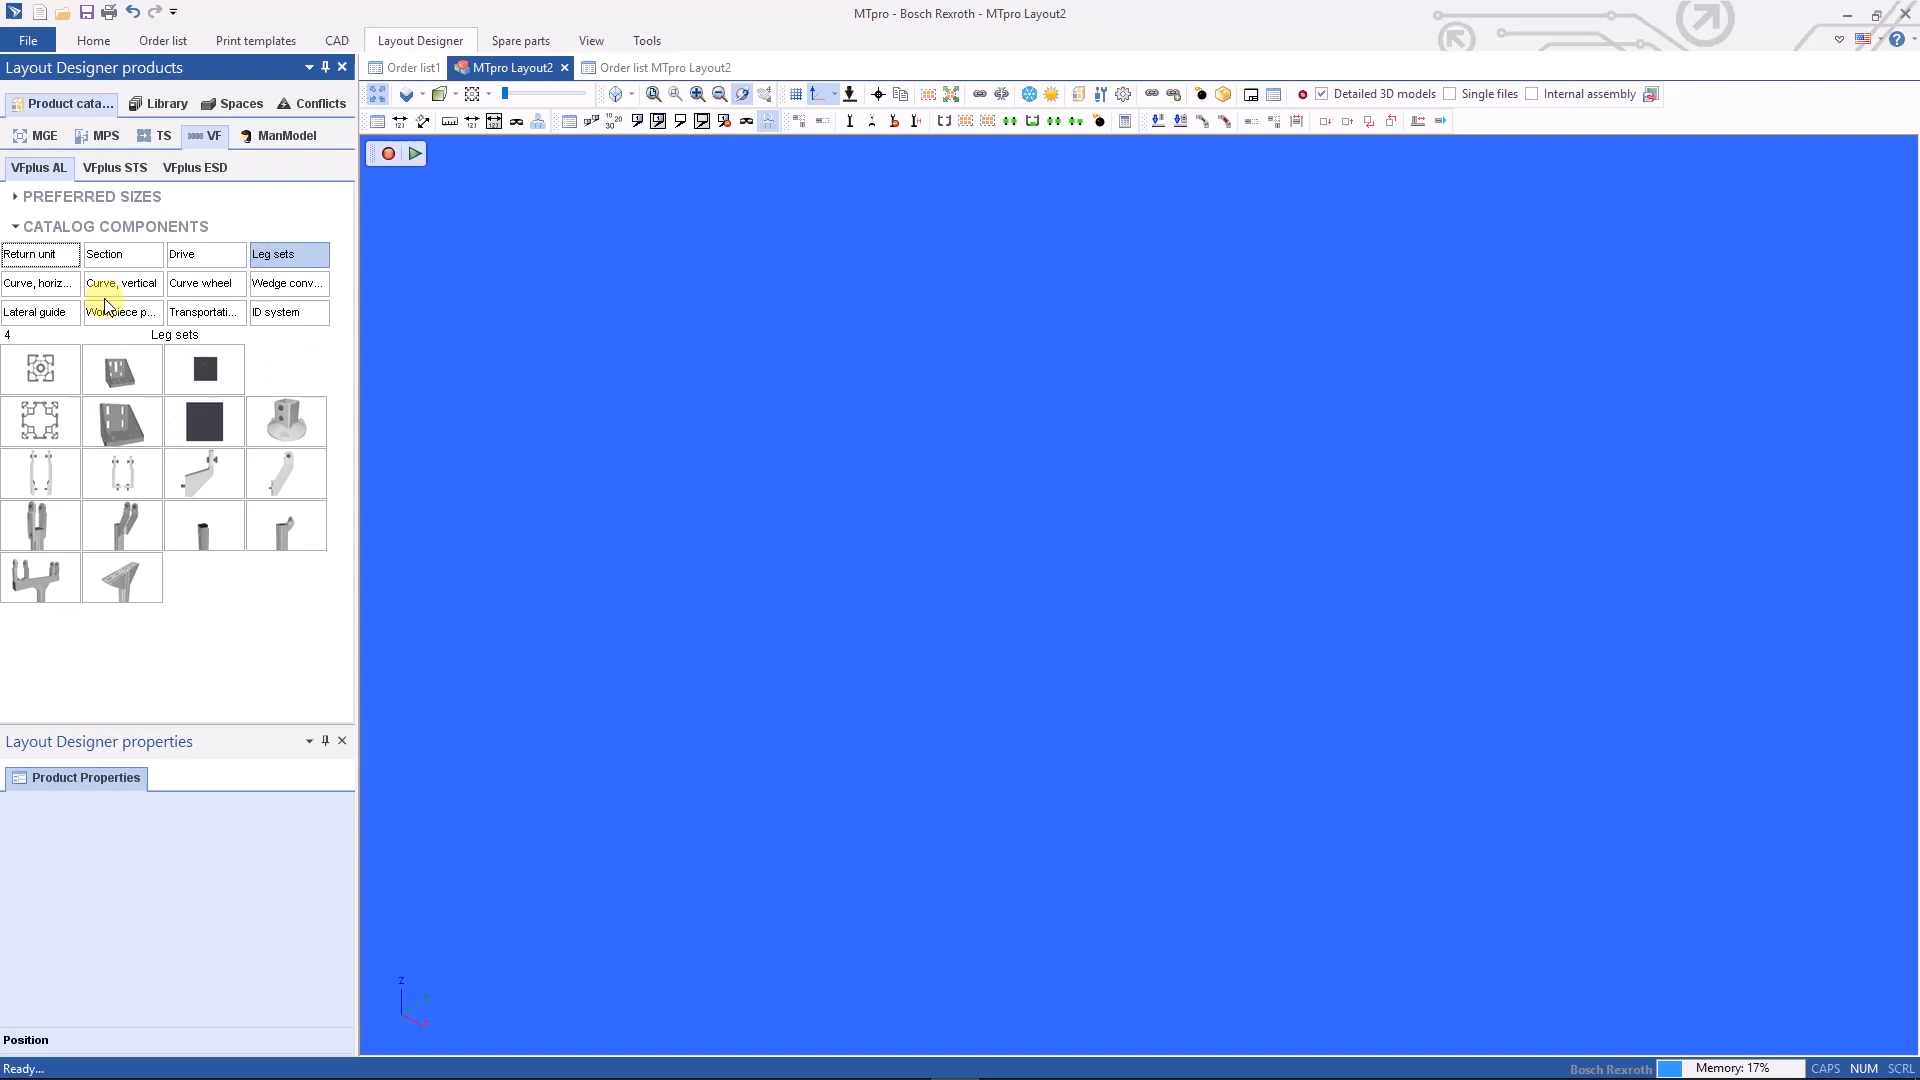 MTpro - Bosch Rexroth - MTpro Layout2
File Home Order list Print templates CAD Layout Designer Spare parts View Tools
Layout Designer products
Order list1 MTpro Layout2 Order list MTpro Layout2
Product cata... Library Spaces Conflicts
Detailed 3D models Single files Internal assembly
MGE MPS TS VF ManModel
VFplus AL VFplus STS VFplus ESD
PREFERRED SIZES
CATALOG COMPONENTS
Return unit Section Drive Leg sets
Curve, horiz... Curve, vertical Curve wheel Wedge conv...
Lateral guide Workpiece p... Transportati... ID system
4 Leg sets
Layout Designer properties
Product Properties
Z
Position
Ready...
Bosch Rexroth Memory: 17% CAPS NUM SCRL